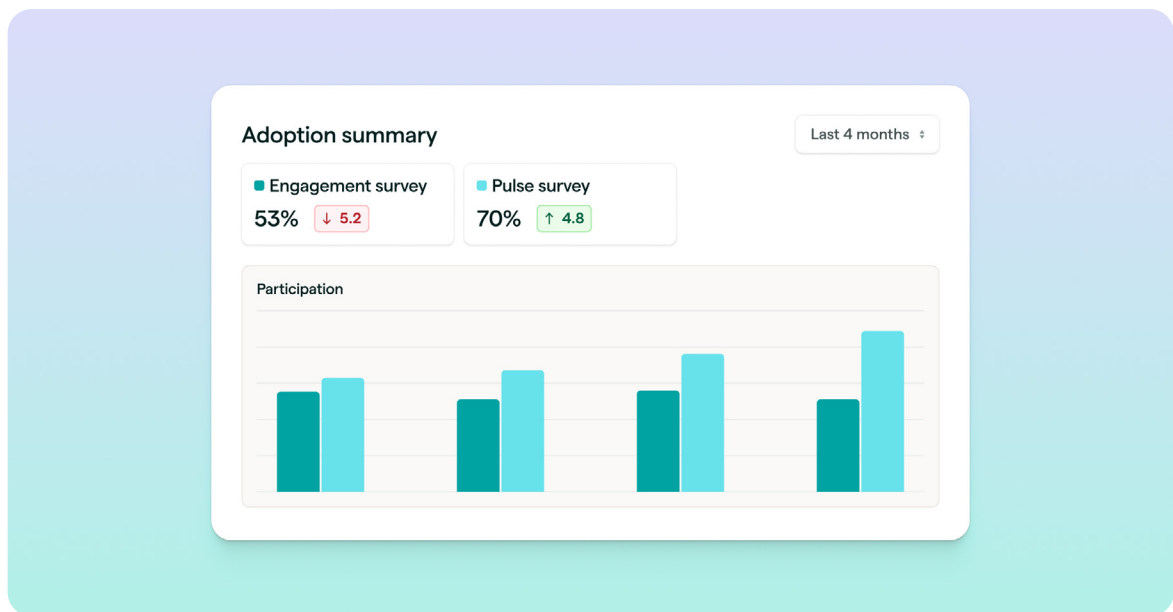 Adoption summary
Last 4 months
Engagement survey
53% ↓ 5.2
Pulse survey
70% ↑ 4.8
Participation